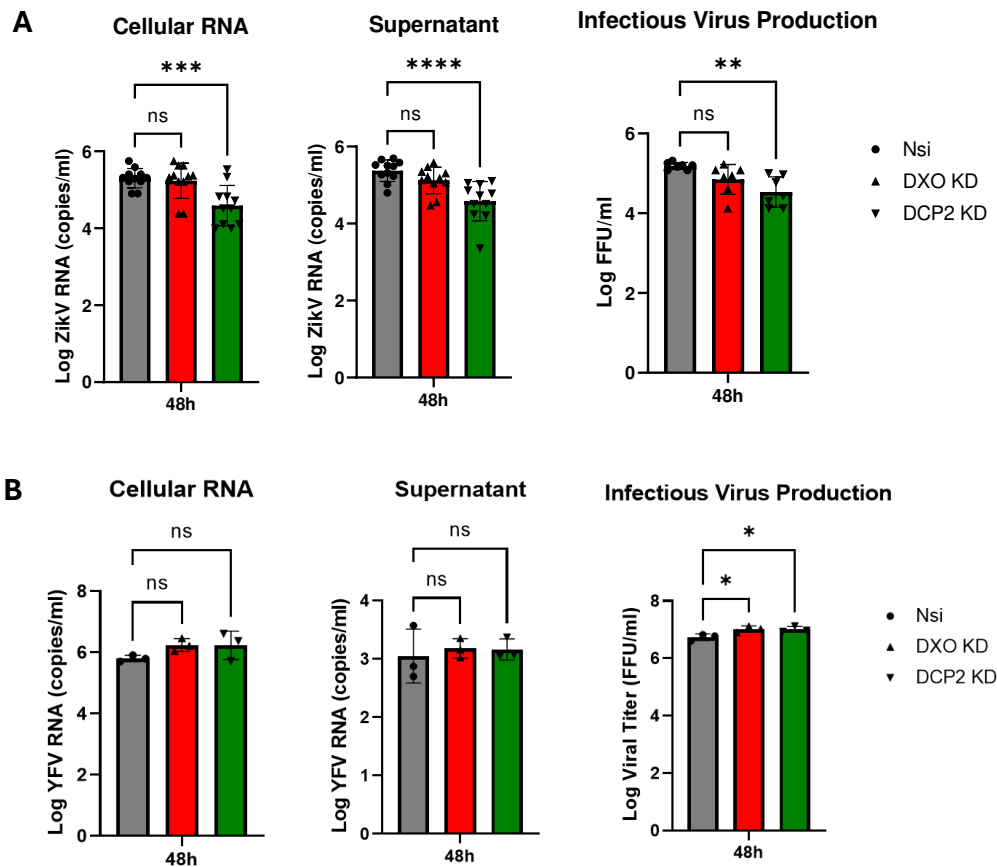 A
Cellular RNA
Supernatant
Infectious Virus Production
***
ns
****
ns
**
ns
Log ZikV RNA (copies/ml)
6
4
2
0
48h
Log ZikV RNA (copies/ml)
6
4
2
0
48h
Log FFU/ml
6
4
2
0
48h
Nsi
DXO KD
DCP2 KD
B
Cellular RNA
Supernatant
Infectious Virus Production
ns
ns
ns
ns
*
*
Log YFV RNA (copies/ml)
8
6
4
2
0
48h
Log YFV RNA (copies/ml)
4
3
2
1
0
48h
Log Viral Titer (FFU/ml)
8
6
4
2
0
48h
Nsi
DXO KD
DCP2 KD